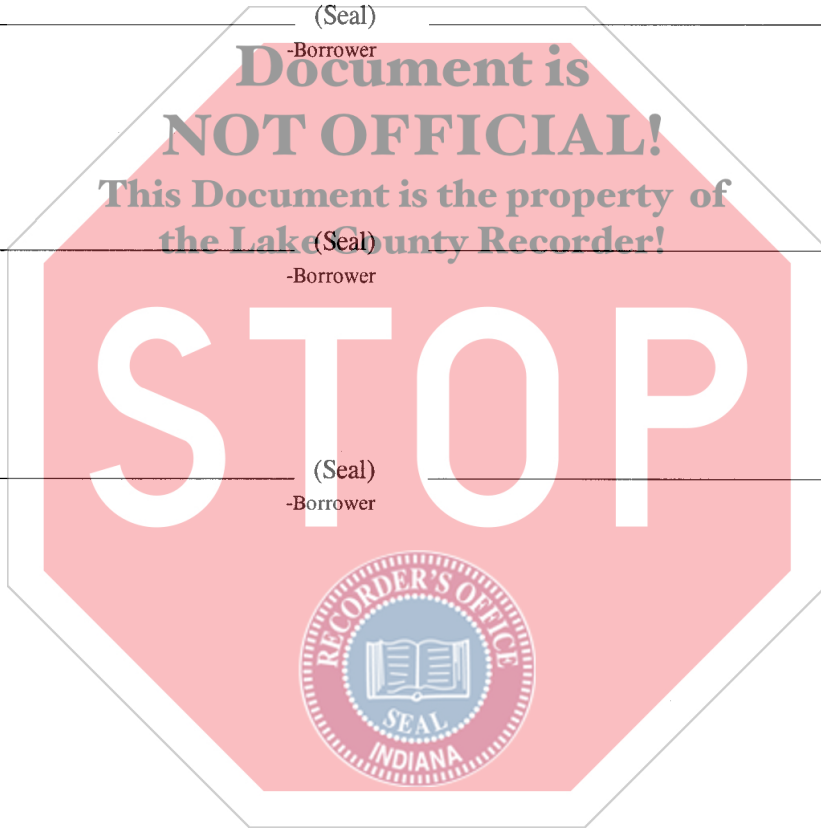 (Seal)
-Borrower
Document is
NOT OFFICIAL!
This Document is the property of
the Lake County Recorder!
(Seal)
-Borrower
STOP
(Seal)
-Borrower
RECORDER'S OFFICE
SEAL
INDIANA